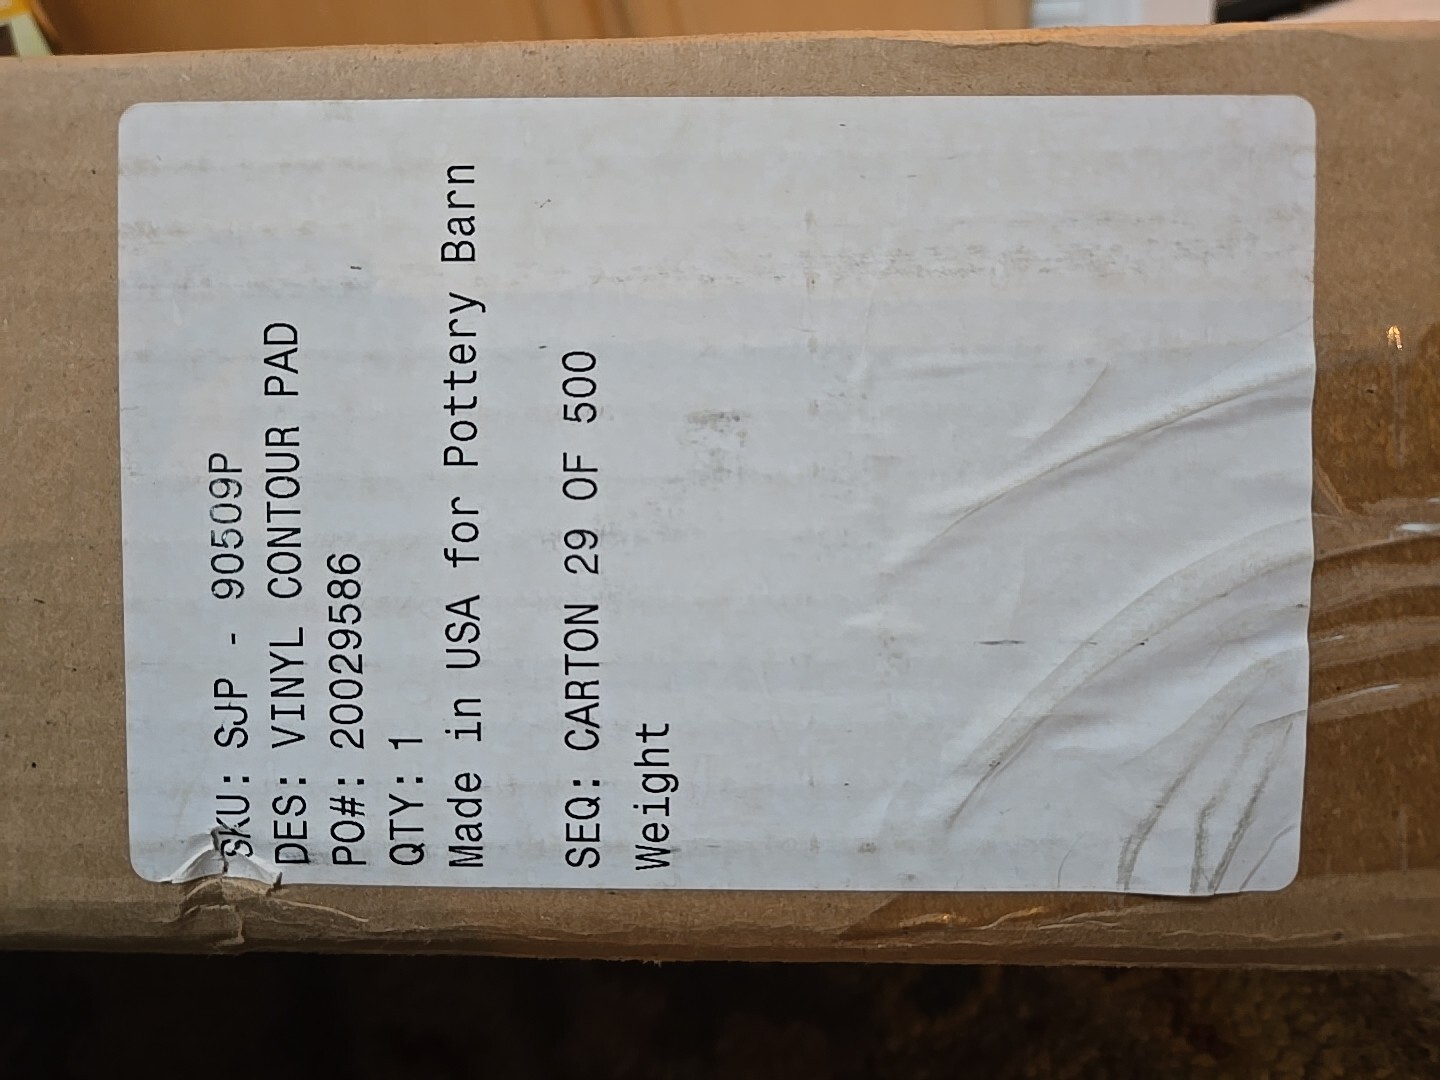 SKU: SJP - 90509P
DES: VINYL CONTOUR PAD
PO#: 20029586
QTY: 1
Made in USA for Pottery Barn
SEQ: CARTON 29 OF 500
Weight